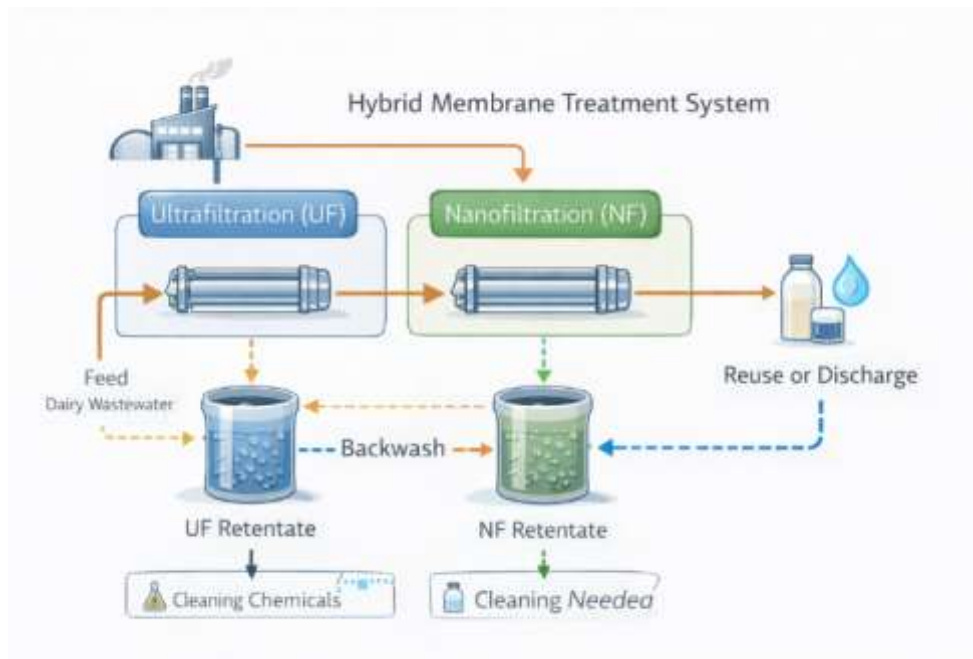 Hybrid Membrane Treatment System
Ultrafiltration (UF)
Nanofiltration (NF)
Feed
Dairy Wastewater
Reuse or Discharge
Backwash
UF Retentate
NF Retentate
Cleaning Chemicals
Cleaning Needea